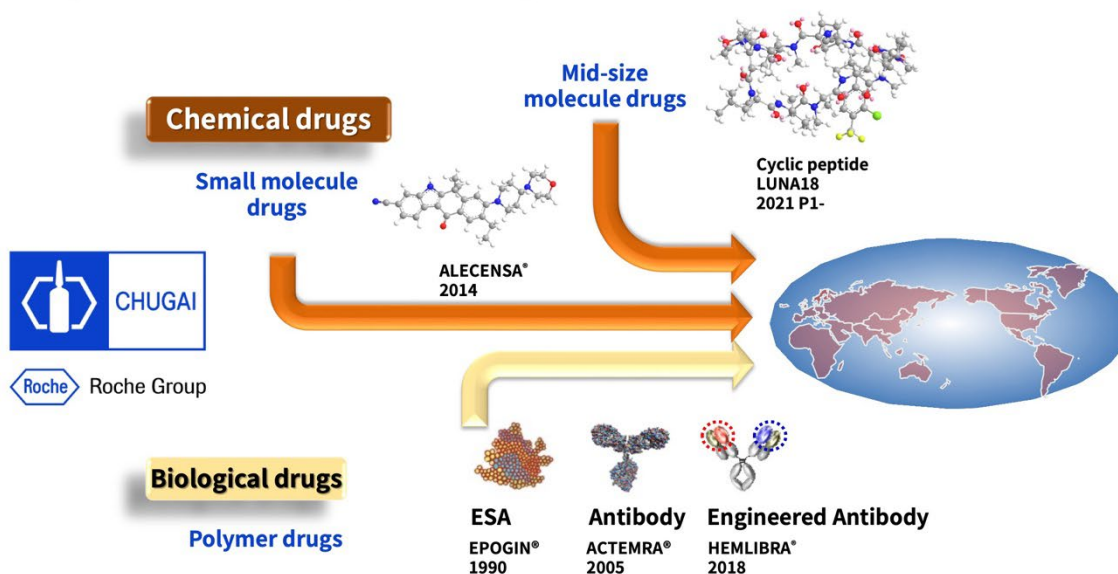 Chemical drugs
Small molecule
drugs
ALECENSA®
2014
Mid-size
molecule drugs
Cyclic peptide
LUNA18
2021 P1-
CHUGAI
Roche Roche Group
Biological drugs
Polymer drugs
ESA
EPOGIN®
1990
Antibody
ACTEMRA®
2005
Engineered Antibody
HEMLIBRA®
2018